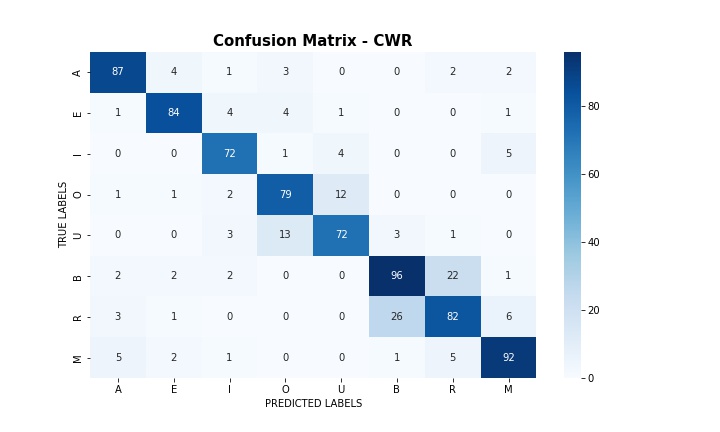 Confusion Matrix - CWR
A 87 4 1 3 0 0 2 2
E 1 84 4 4 1 0 0 1
I 0 0 72 1 4 0 0 5
O 1 1 2 79 12 0 0 0
U 0 0 3 13 72 3 1 0
B 2 2 2 0 0 96 22 1
R 3 1 0 0 0 26 82 6
M 5 2 1 0 0 1 5 92
A E I O U B R M
TRUE LABELS
PREDICTED LABELS
80
60
40
20
0